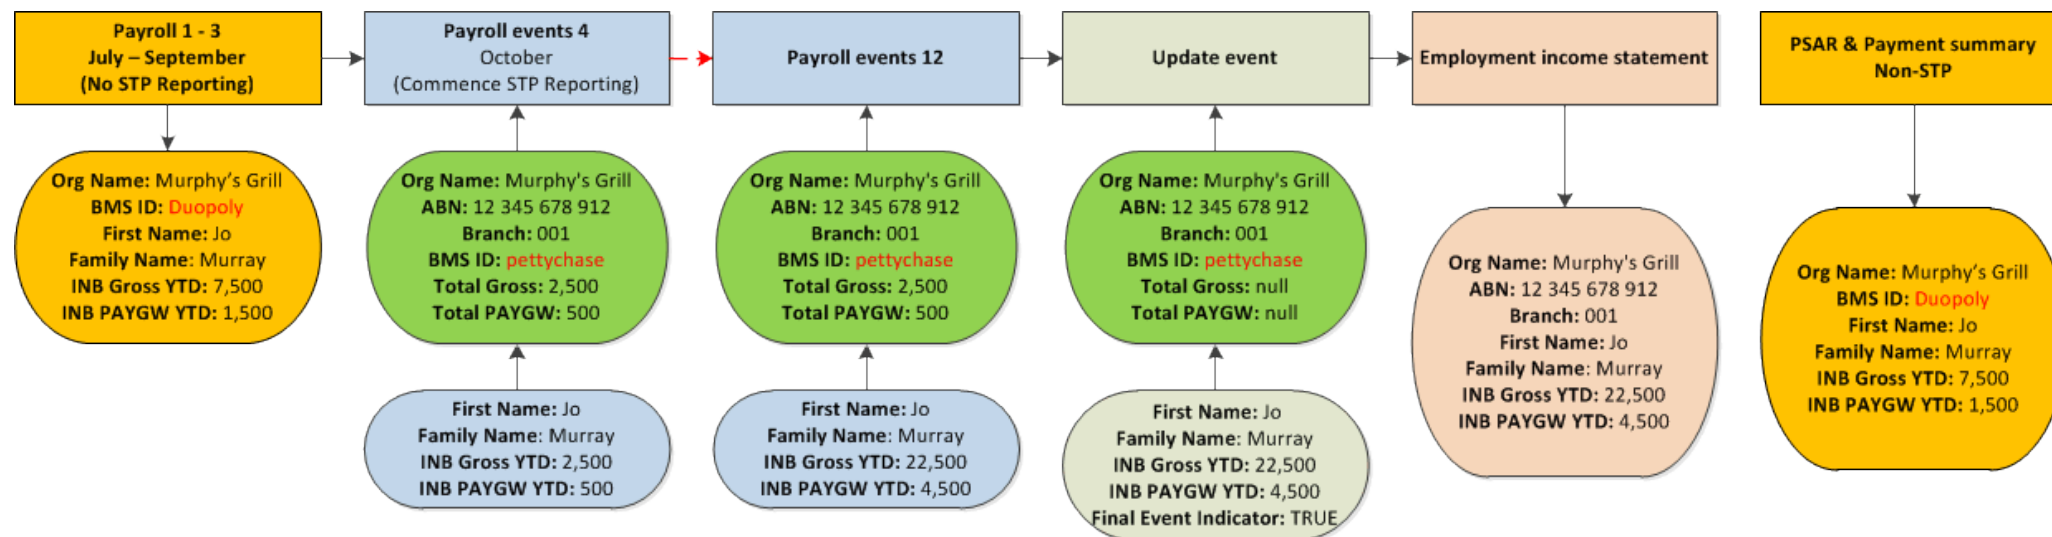 Payroll 1 - 3
July – September
(No STP Reporting)
Org Name: Murphy's Grill
BMS ID: Duopoly
First Name: Jo
Family Name: Murray
INB Gross YTD: 7,500
INB PAYGW YTD: 1,500
Payroll events 4
October
(Commence STP Reporting)
Org Name: Murphy's Grill
ABN: 12 345 678 912
Branch: 001
BMS ID: pettychase
Total Gross: 2,500
Total PAYGW: 500
First Name: Jo
Family Name: Murray
INB Gross YTD: 2,500
INB PAYGW YTD: 500
Payroll events 12
Org Name: Murphy's Grill
ABN: 12 345 678 912
Branch: 001
BMS ID: pettychase
Total Gross: 2,500
Total PAYGW: 500
First Name: Jo
Family Name: Murray
INB Gross YTD: 22,500
INB PAYGW YTD: 4,500
Update event
Org Name: Murphy's Grill
ABN: 12 345 678 912
Branch: 001
BMS ID: pettychase
Total Gross: null
Total PAYGW: null
First Name: Jo
Family Name: Murray
INB Gross YTD: 22,500
INB PAYGW YTD: 4,500
Final Event Indicator: TRUE
Employment income statement
Org Name: Murphy's Grill
ABN: 12 345 678 912
Branch: 001
First Name: Jo
Family Name: Murray
INB Gross YTD: 22,500
INB PAYGW YTD: 4,500
PSAR & Payment summary
Non-STP
Org Name: Murphy's Grill
BMS ID: Duopoly
First Name: Jo
Family Name: Murray
INB Gross YTD: 7,500
INB PAYGW YTD: 1,500